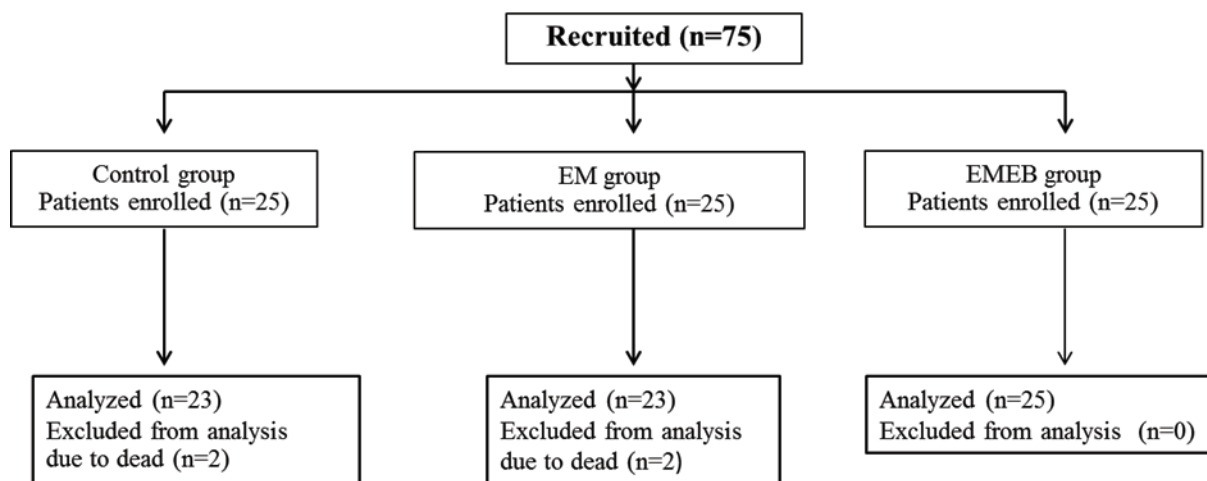 Recruited (n=75)
Control group
Patients enrolled (n=25)
EM group
Patients enrolled (n=25)
EMEB group
Patients enrolled (n=25)
Analyzed (n=23)
Excluded from analysis
due to dead (n=2)
Analyzed (n=23)
Excluded from analysis
due to dead (n=2)
Analyzed (n=25)
Excluded from analysis (n=0)